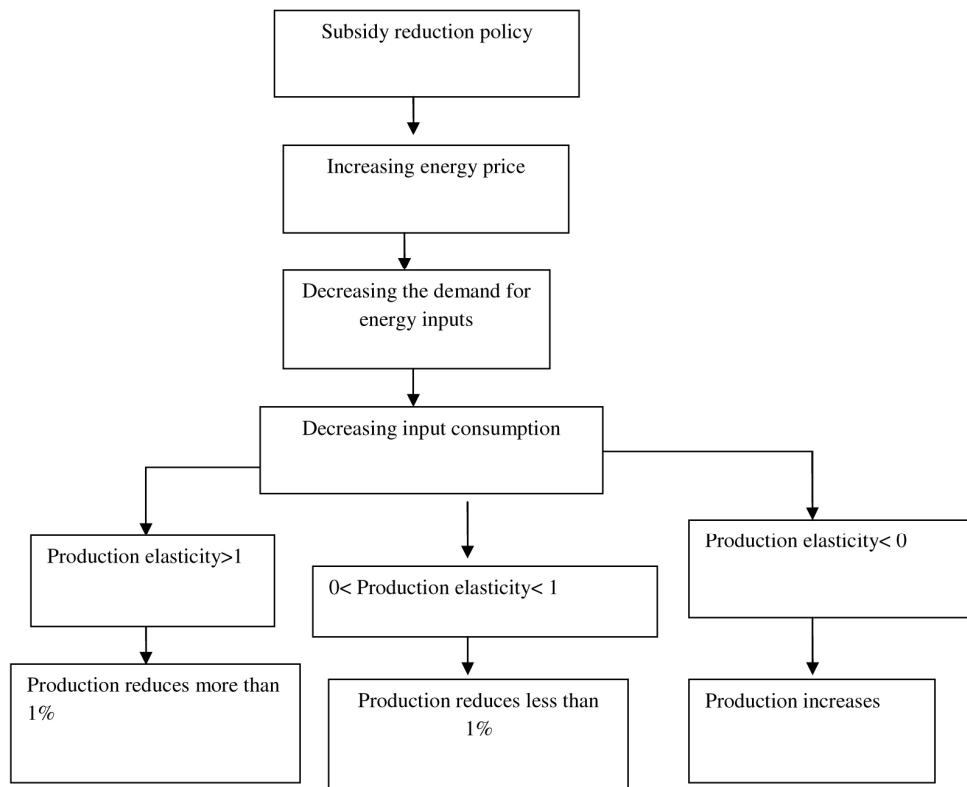 Subsidy reduction policy
Increasing energy price
Decreasing the demand for
energy inputs
Decreasing input consumption
Production elasticity>1
0< Production elasticity< 1
Production elasticity< 0
Production reduces more than
1%
Production reduces less than
1%
Production increases